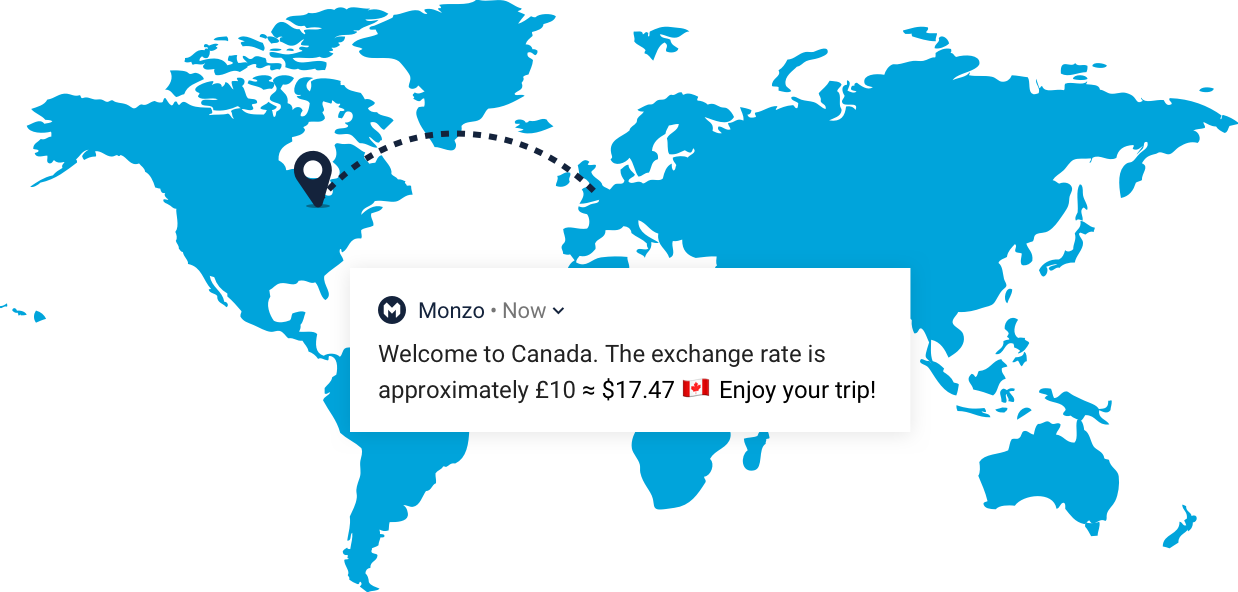 Monzo • Now
Welcome to Canada. The exchange rate is
approximately £10 ≈ $17.47 🇨🇦 Enjoy your trip!